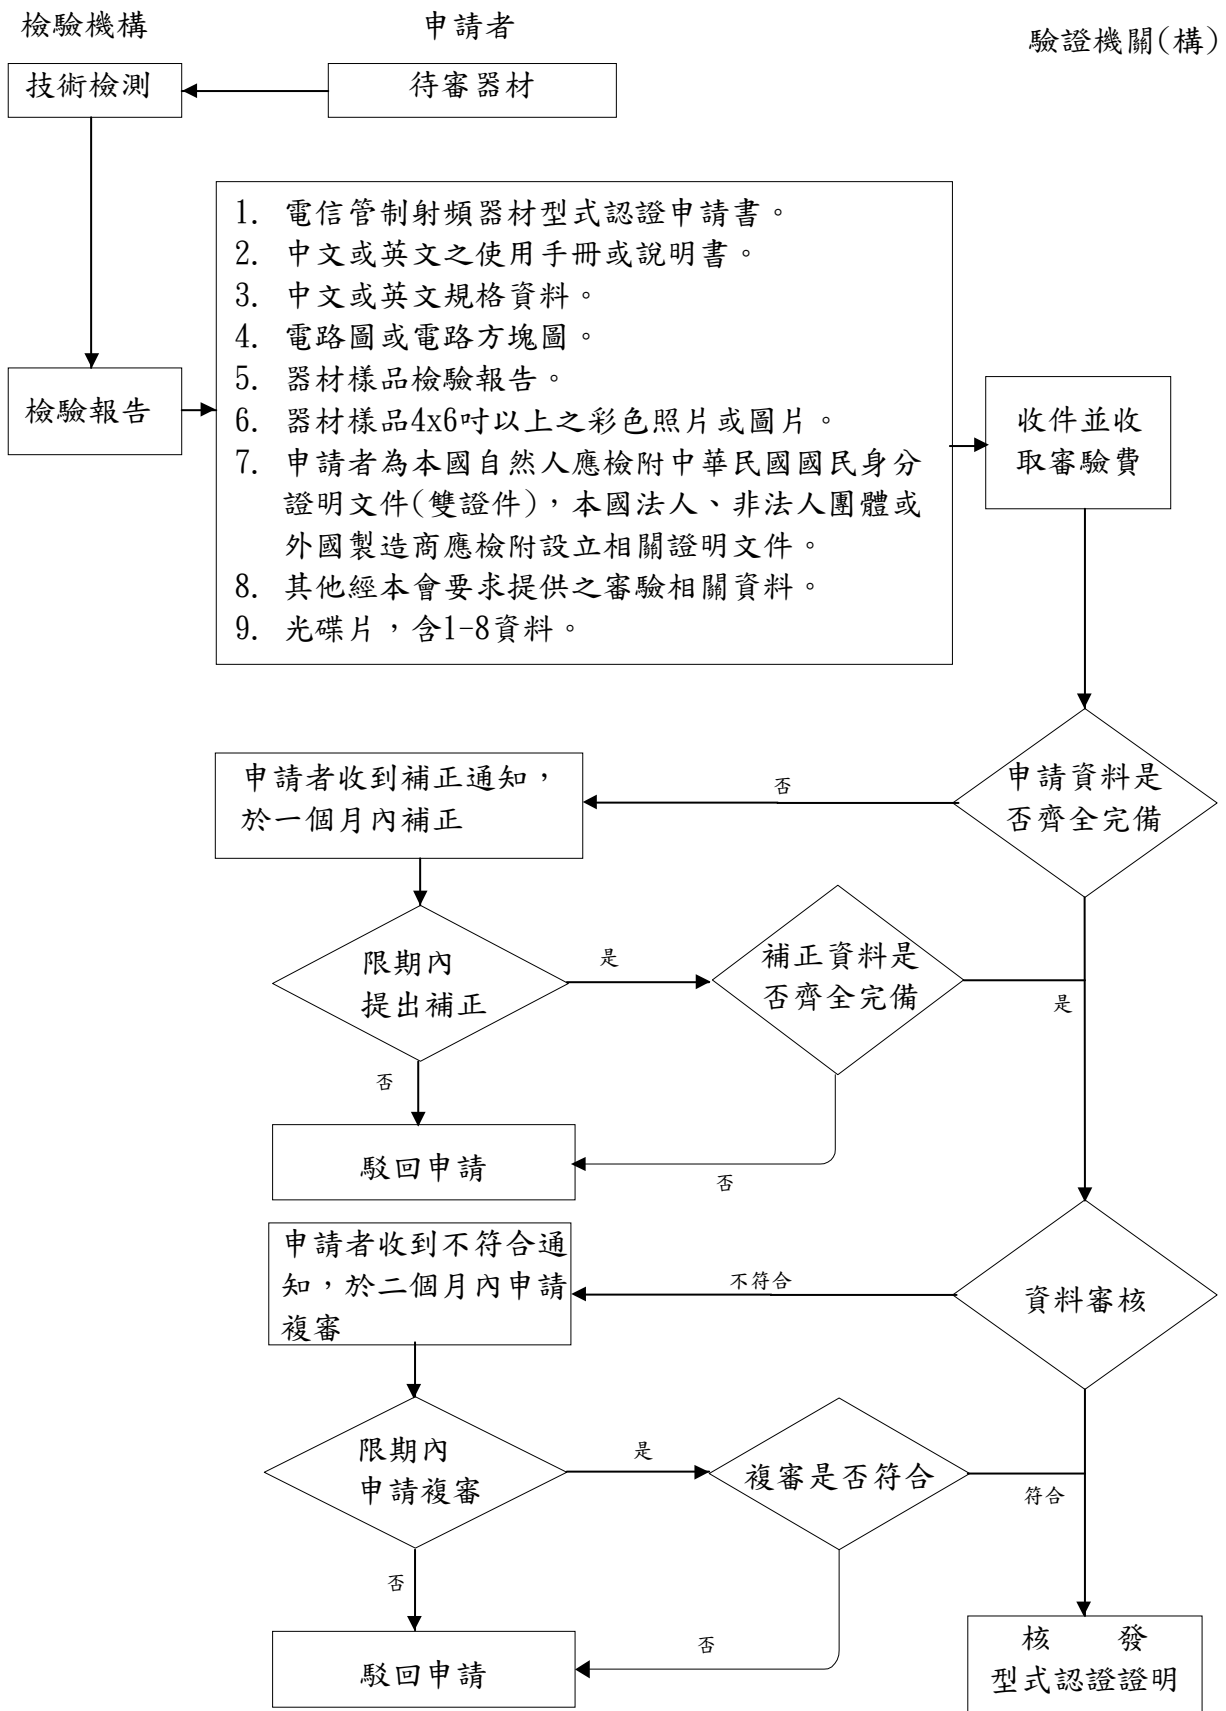 檢驗機構
申請者
驗證機關(構)
技術檢測
待審器材
1. 電信管制射頻器材型式認證申請書。
2. 中文或英文之使用手冊或說明書。
3. 中文或英文規格資料。
4. 電路圖或電路方塊圖。
5. 器材樣品檢驗報告。
6. 器材樣品4x6吋以上之彩色照片或圖片。
7. 申請者為本國自然人應檢附中華民國國民身分
證明文件(雙證件)，本國法人、非法人團體或
外國製造商應檢附設立相關證明文件。
8. 其他經本會要求提供之審驗相關資料。
9. 光碟片，含1-8資料。
檢驗報告
收件並收
取審驗費
申請資料是
否齊全完備
否
申請者收到補正通知，
於一個月內補正
限期內
提出補正
是
補正資料是
否齊全完備
是
否
駁回申請
否
申請者收到不符合通
知，於二個月內申請
複審
不符合
資料審核
限期內
申請複審
是
複審是否符合
符合
否
駁回申請
否
核 發
型式認證證明